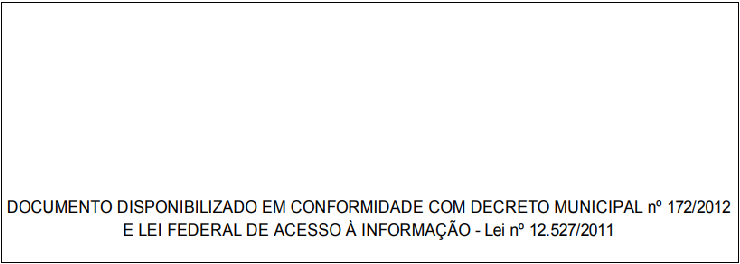 DOCUMENTO DISPONIBILIZADO EM CONFORMIDADE COM DECRETO MUNICIPAL nº 172/2012
E LEI FEDERAL DE ACESSO À INFORMAÇÃO - Lei nº 12.527/2011